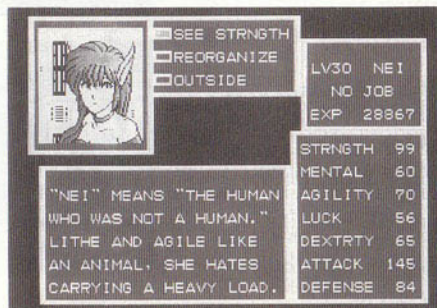 SEE STRNGTH
REORGANIZE
OUTSIDE
LV30 NEI
NO JOB
EXP 28867
STRNGTH 99
MENTAL 60
AGILITY 70
LUCK 56
DEXTRTY 65
ATTACK 145
DEFENSE 84
"NEI" MEANS "THE HUMAN
WHO WAS NOT A HUMAN."
LITHE AND AGILE LIKE
AN ANIMAL, SHE HATES
CARRYING A HEAVY LOAD.